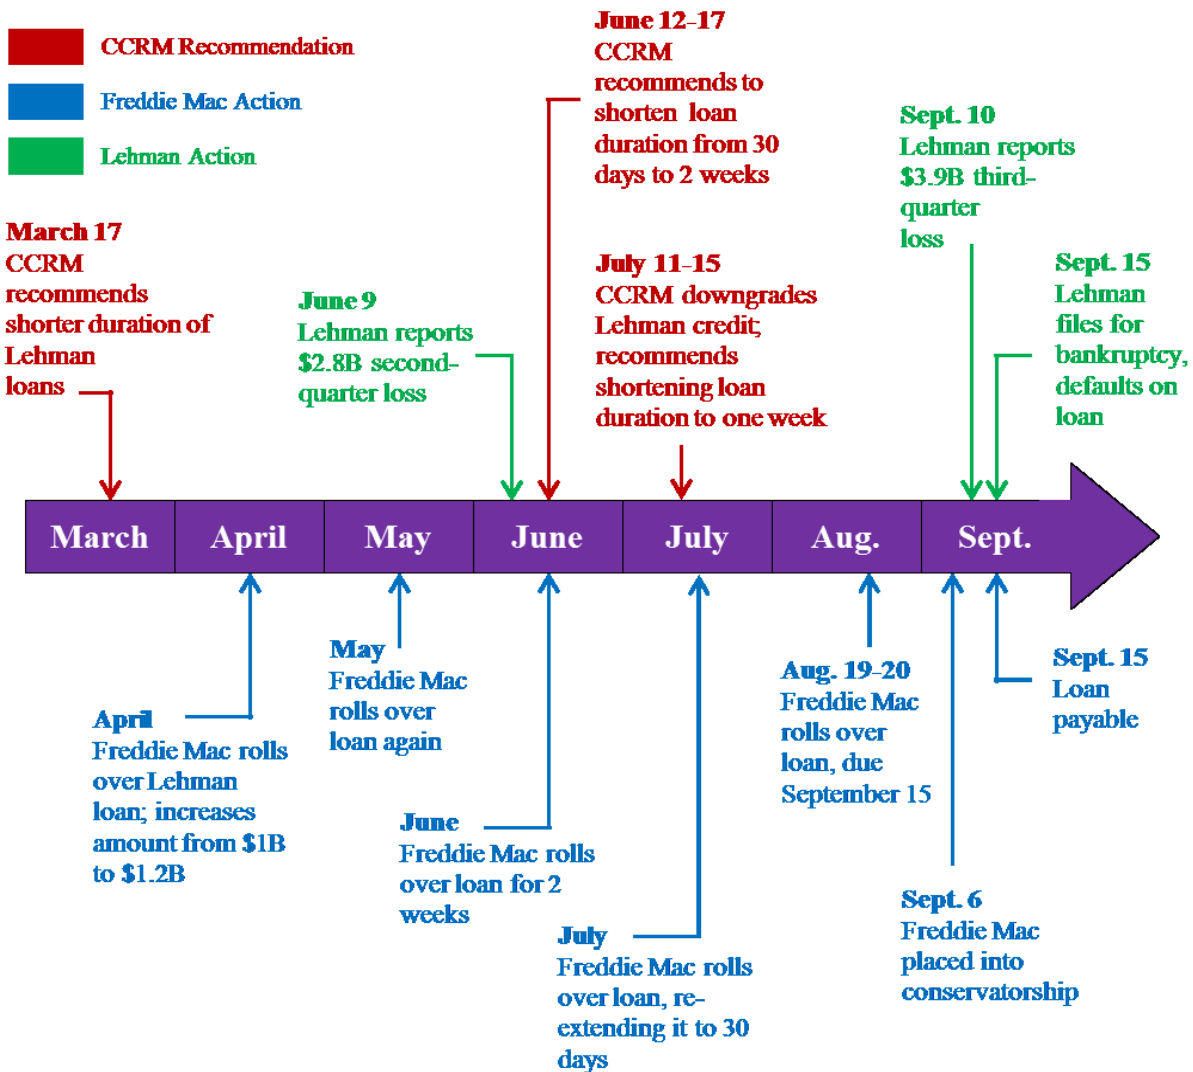 CCRM Recommendation
Freddie Mac Action
Lehman Action
March 17
CCRM
recommends
shorter duration of
Lehman
loans
June 9
Lehman reports
$2.8B second-
quarter loss
June 12-17
CCRM
recommends to
shorten loan
duration from 30
days to 2 weeks
July 11-15
CCRM downgrades
Lehman credit;
recommends
shortening loan
duration to one week
Sept. 10
Lehman reports
$3.9B third-
quarter
loss
Sept. 15
Lehman
files for
bankruptcy,
defaults on
loan
March
April
May
June
July
Aug.
Sept.
April
Freddie Mac rolls
over Lehman
loan; increases
amount from $1B
to $1.2B
May
Freddie Mac
rolls over
loan again
June
Freddie Mac rolls
over loan for 2
weeks
July
Freddie Mac rolls
over loan, re-
extending it to 30
days
Aug. 19-20
Freddie Mac
rolls over
loan, due
September 15
Sept. 6
Freddie Mac
placed into
conservatorship
Sept. 15
Loan
payable